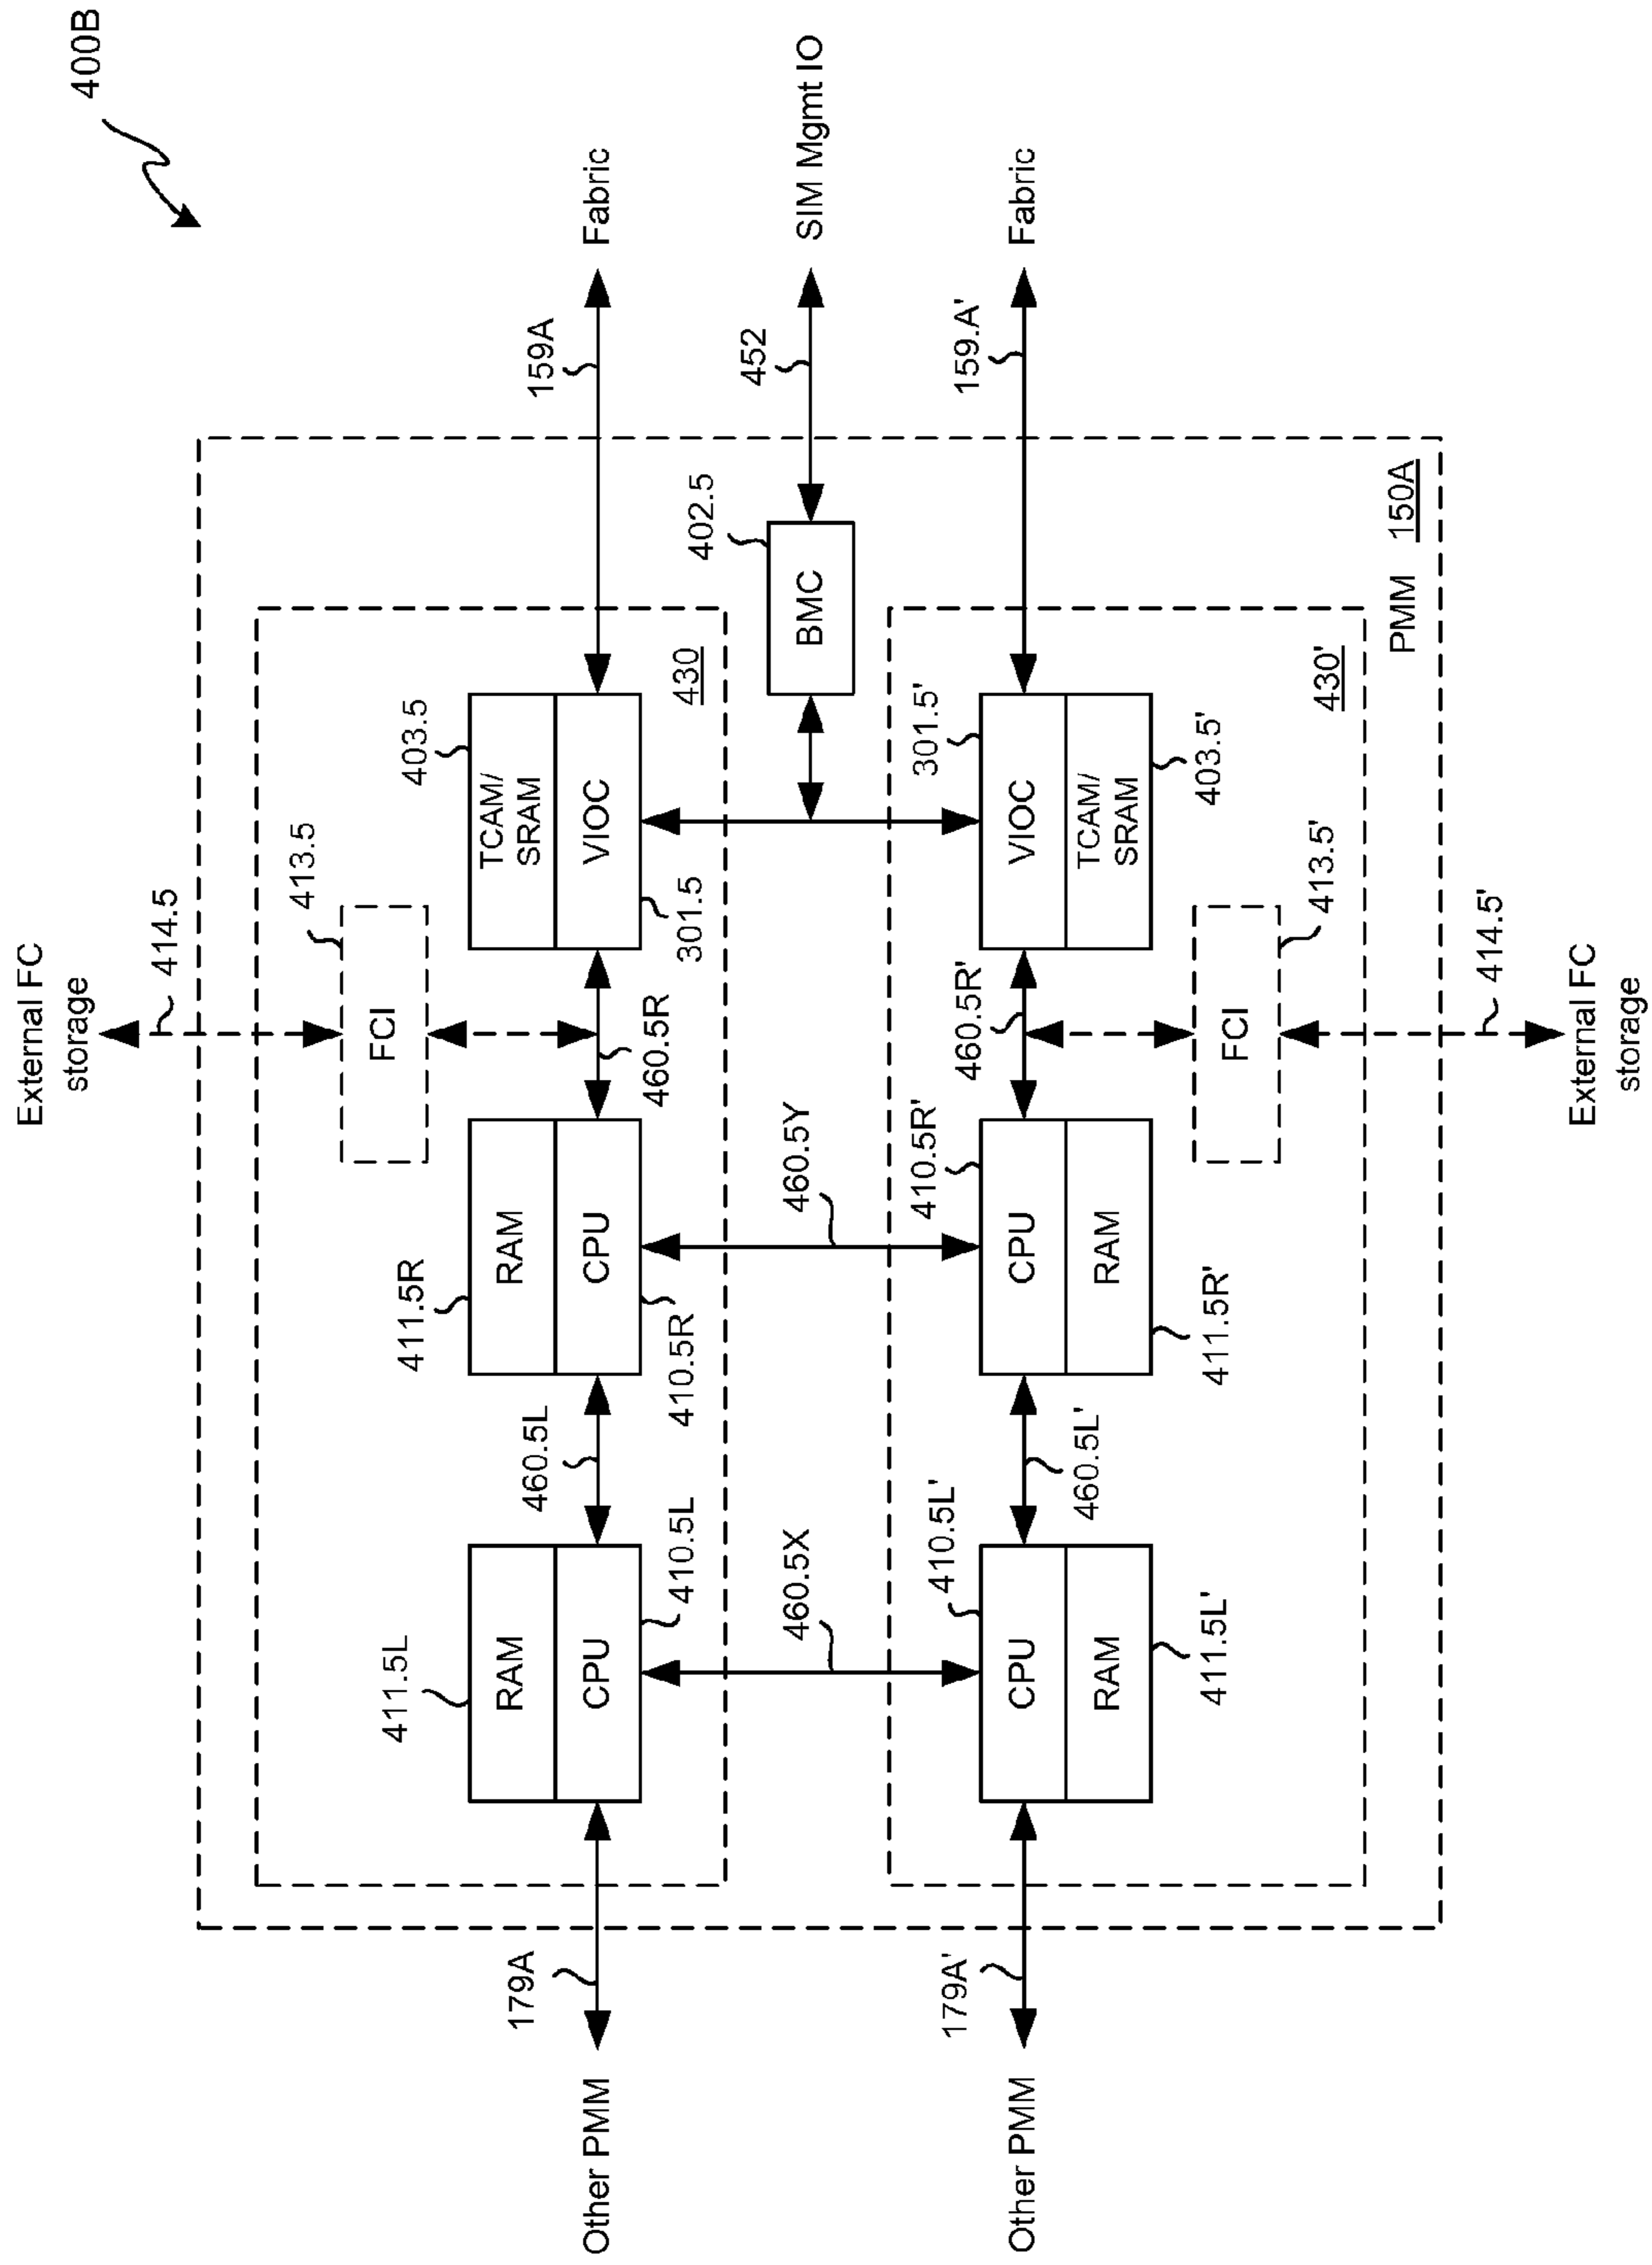 400B
External FC
storage
414.5
413.5
FCI
403.5
TCAM/
SRAM
VIOC
301.5
430
159A
Fabric
411.5L
RAM
CPU
410.5L
460.5L
411.5R
RAM
CPU
410.5R
460.5R
179A
Other PMM
460.5X
460.5Y
BMC
402.5
452
SIM Mgmt IO
179A'
Other PMM
410.5L'
CPU
RAM
411.5L'
460.5L'
410.5R'
CPU
RAM
411.5R'
460.5R'
301.5'
VIOC
TCAM/
SRAM
403.5'
159.A'
Fabric
FCI
413.5'
430'
414.5'
External FC
storage
PMM 150A